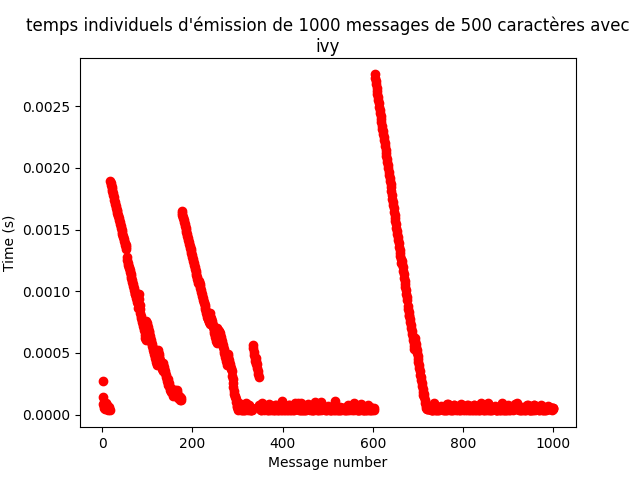 temps individuels d'émission de 1000 messages de 500 caractères avec
ivy
0.0025
0.0020
0.0015
0.0010
0.0005
0.0000
Time (s)
0 200 400 600 800 1000
Message number